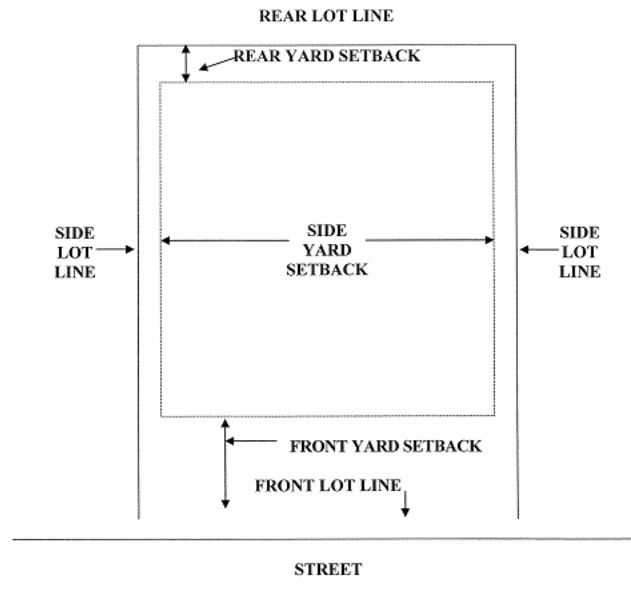 REAR LOT LINE
REAR YARD SETBACK
SIDE
LOT
LINE
SIDE
YARD
SETBACK
SIDE
LOT
LINE
FRONT YARD SETBACK
FRONT LOT LINE
STREET